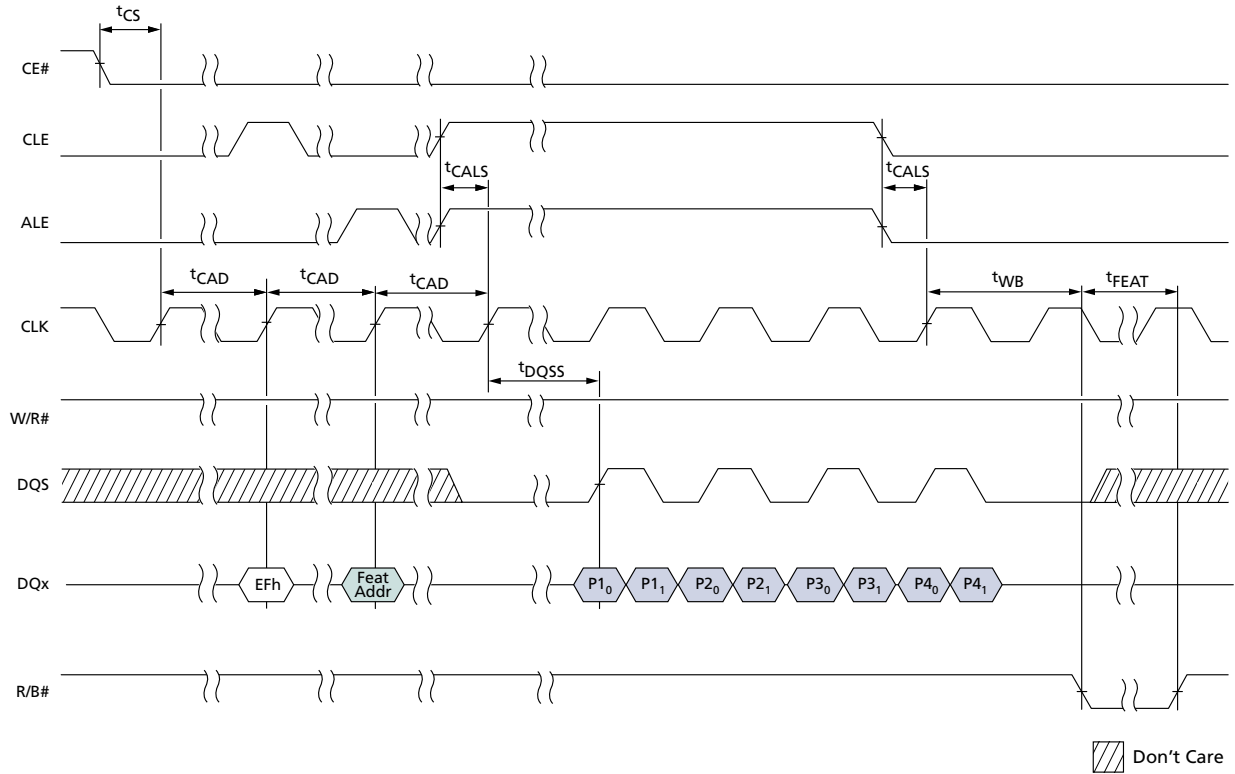 tCS
CE#
CLE
tCALS tCALS
ALE
tCAD tCAD tCAD tWB tFEAT
CLK
tDQSS
W/R#
DQS
DQx EFh Feat Addr P1₀ P1₁ P2₀ P2₁ P3₀ P3₁ P4₀ P4₁
R/B#
Don't Care